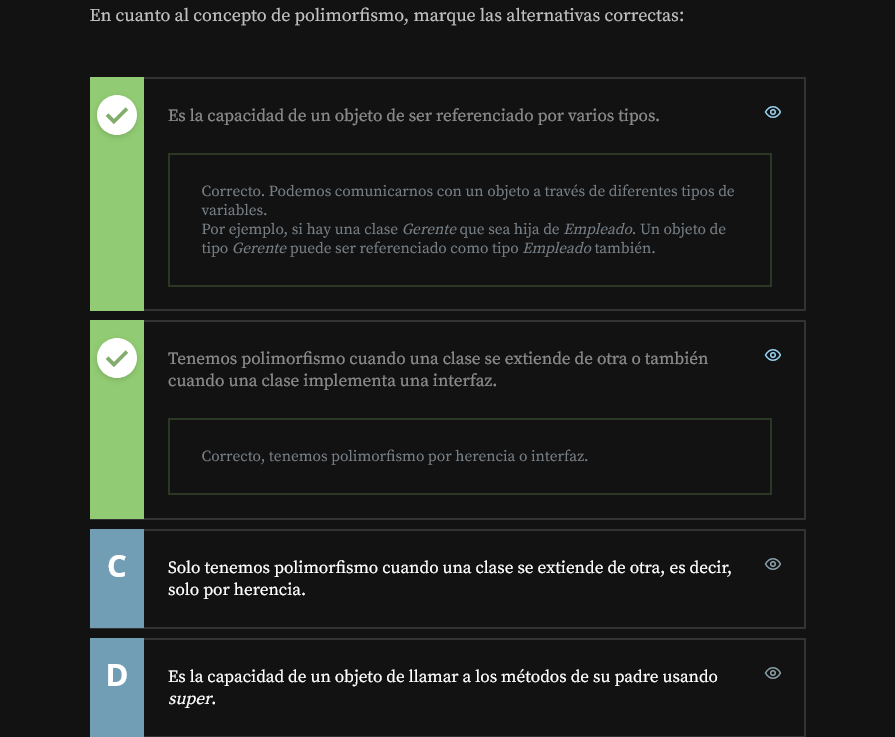 En cuanto al concepto de polimorfismo, marque las alternativas correctas:
Es la capacidad de un objeto de ser referenciado por varios tipos.
Correcto. Podemos comunicarnos con un objeto a través de diferentes tipos de
variables.
Por ejemplo, si hay una clase Gerente que sea hija de Empleado. Un objeto de
tipo Gerente puede ser referenciado como tipo Empleado también.
Tenemos polimorfismo cuando una clase se extiende de otra o también
cuando una clase implementa una interfaz.
Correcto, tenemos polimorfismo por herencia o interfaz.
C
Solo tenemos polimorfismo cuando una clase se extiende de otra, es decir,
solo por herencia.
D
Es la capacidad de un objeto de llamar a los métodos de su padre usando
super.